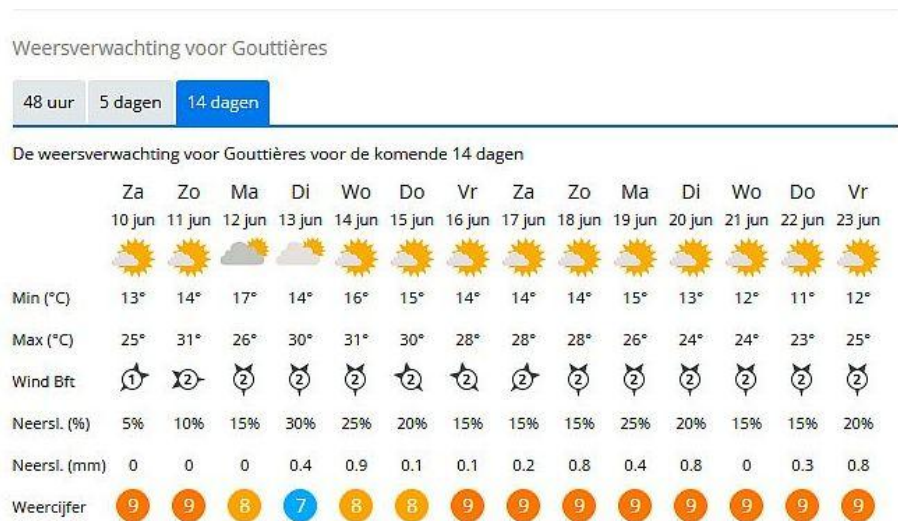 Weersverwachting voor Gouttières
48 uur 5 dagen 14 dagen
De weersverwachting voor Gouttières voor de komende 14 dagen
Za Zo Ma Di Wo Do Vr Za Zo Ma Di Wo Do Vr
10 jun 11 jun 12 jun 13 jun 14 jun 15 jun 16 jun 17 jun 18 jun 19 jun 20 jun 21 jun 22 jun 23 jun
Min (°C) 13° 14° 17° 14° 16° 15° 14° 14° 14° 15° 13° 12° 11° 12°
Max (°C) 25° 31° 26° 30° 31° 30° 28° 28° 28° 26° 24° 24° 23° 25°
Wind Bft 1 2 2 2 2 2 2 2 2 2 2 2 2 2
Neersl. (%) 5% 10% 15% 30% 25% 20% 15% 15% 15% 25% 20% 15% 15% 20%
Neersl. (mm) 0 0 0 0.4 0.9 0.1 0.1 0.2 0.8 0.4 0.8 0 0.3 0.8
Weercijfer 9 9 8 7 8 8 9 9 9 9 9 9 9 9